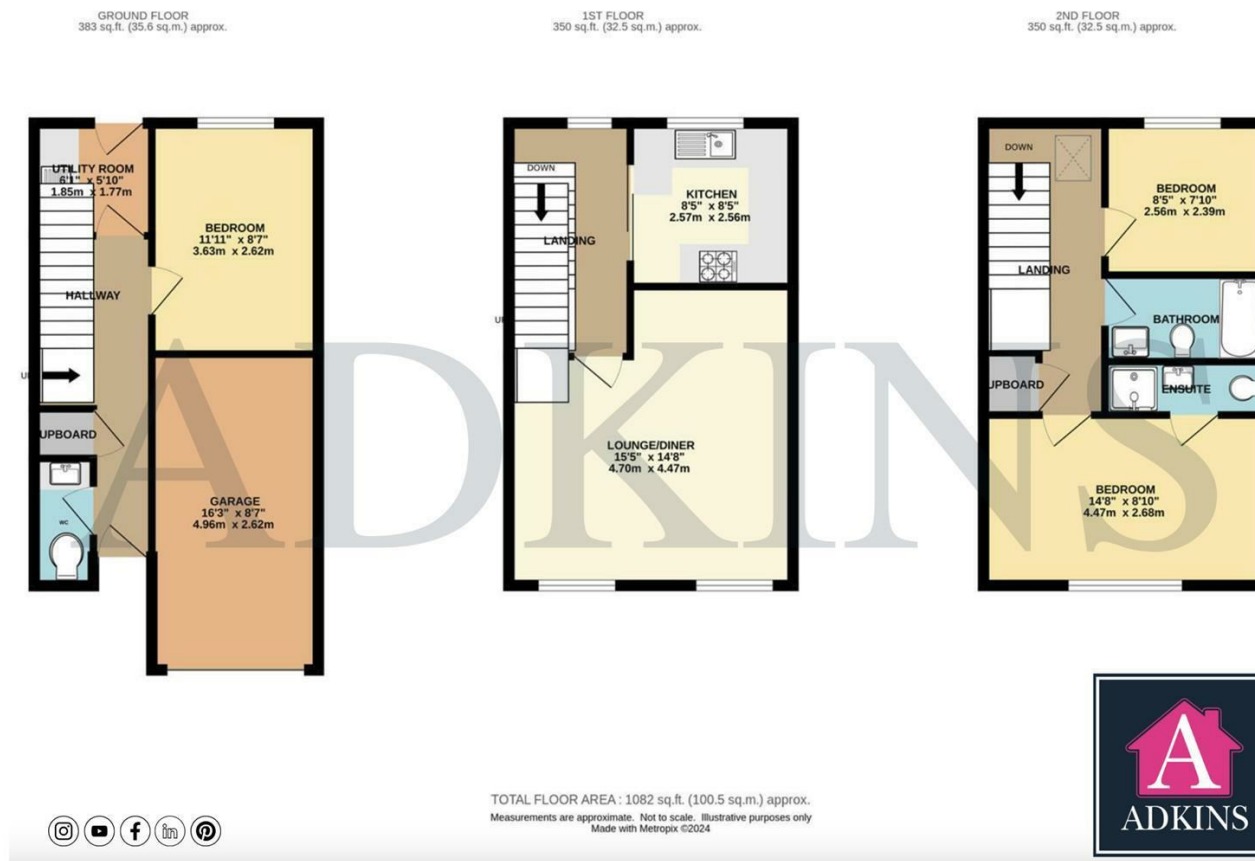 GROUND FLOOR
383 sq.ft. (35.6 sq.m.) approx.
UTILITY ROOM
6'1" x 5'10"
1.85m x 1.77m
BEDROOM
11'11" x 8'7"
3.63m x 2.62m
HALLWAY
U
UPBOARD
WC
GARAGE
16'3" x 8'7"
4.96m x 2.62m
1ST FLOOR
350 sq.ft. (32.5 sq.m.) approx.
DOWN
LANDING
KITCHEN
8'5" x 8'5"
2.57m x 2.56m
U
LOUNGE/DINER
15'5" x 14'8"
4.70m x 4.47m
2ND FLOOR
350 sq.ft. (32.5 sq.m.) approx.
DOWN
LANDING
BEDROOM
8'5" x 7'10"
2.56m x 2.39m
BATHROOM
UPBOARD
ENSUITE
BEDROOM
14'8" x 8'10"
4.47m x 2.68m
ADKINS
TOTAL FLOOR AREA : 1082 sq.ft. (100.5 sq.m.) approx.
Measurements are approximate. Not to scale. Illustrative purposes only
Made with Metropix ©2024
A
ADKINS